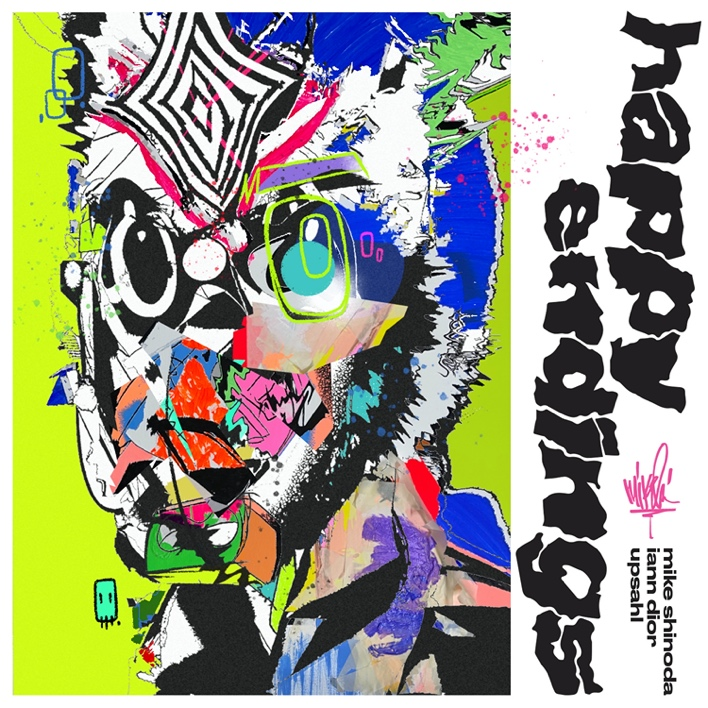 happy
endings
mike shinoda
iann dior
upsahl